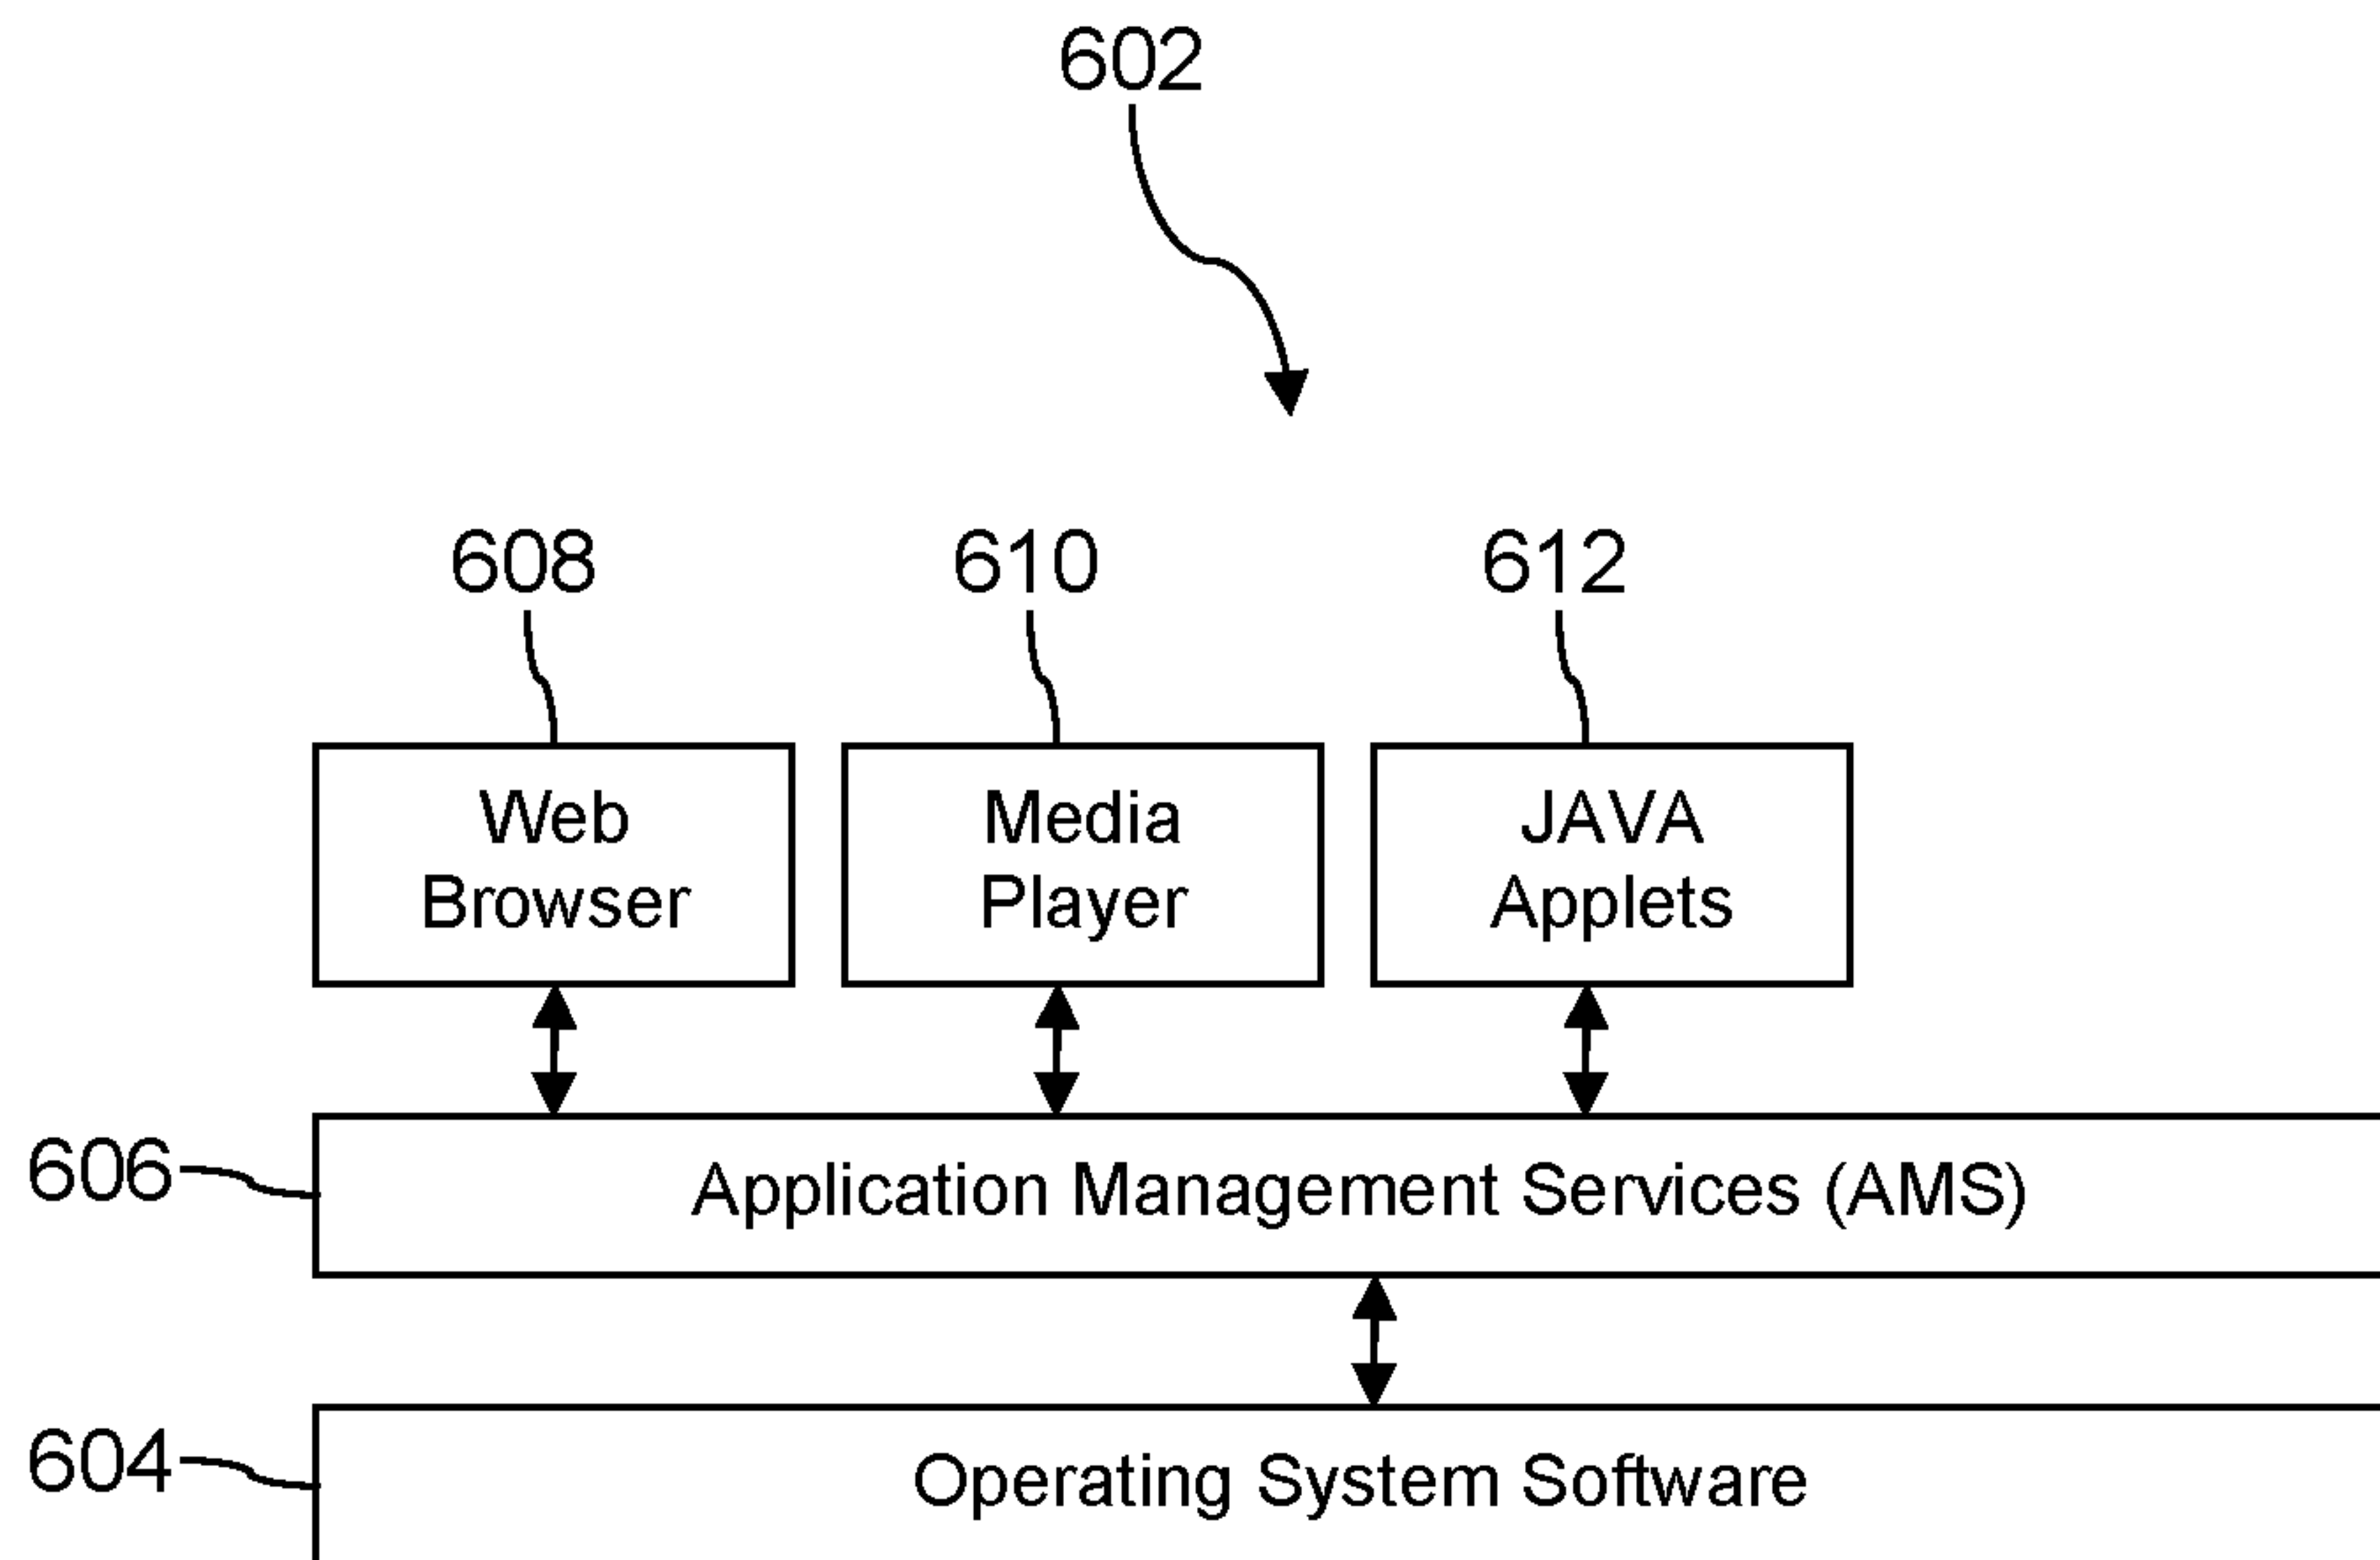 602
608
610
612
Web
Browser
Media
Player
JAVA
Applets
606
Application Management Services (AMS)
604
Operating System Software